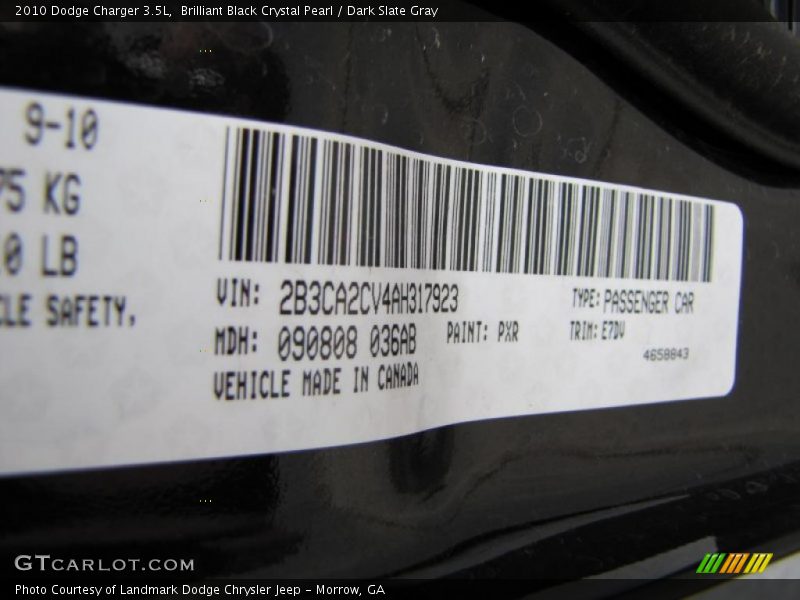 2010 Dodge Charger 3.5L,  Brilliant Black Crystal Pearl / Dark Slate Gray
9-10
75 KG
0 LB
CLE SAFETY.
VIN: 2B3CA2CV4AH317923
TYPE: PASSENGER CAR
MDH: 090808 036AB
PAINT: PXR
TRIM: E7DV
4658843
VEHICLE MADE IN CANADA
GTCARLOT.COM
Photo Courtesy of Landmark Dodge Chrysler Jeep - Morrow, GA